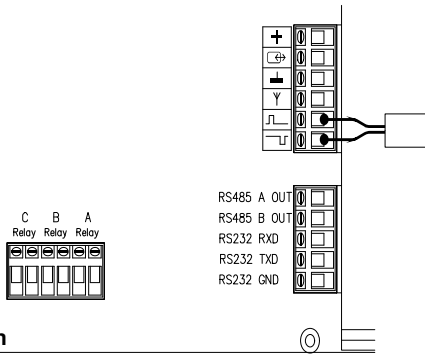 RS485 A OUT
RS485 B OUT
RS232 RXD
RS232 TXD
RS232 GND
C B A
Relay Relay Relay